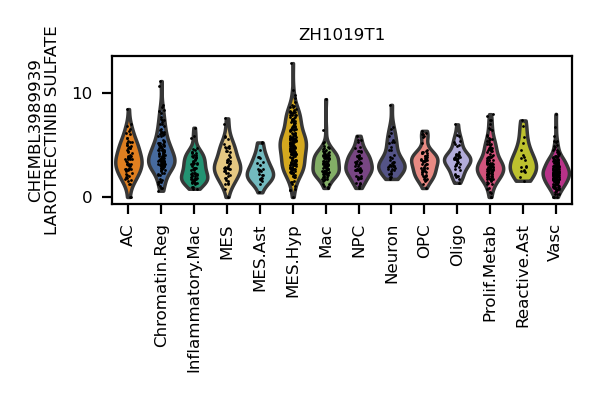 ZH1019T1
CHEMBL3989939
LAROTRECTINIB SULFATE
10
0
AC
Chromatin.Reg
Inflammatory.Mac
MES
MES.Ast
MES.Hyp
Mac
NPC
Neuron
OPC
Oligo
Prolif.Metab
Reactive.Ast
Vasc